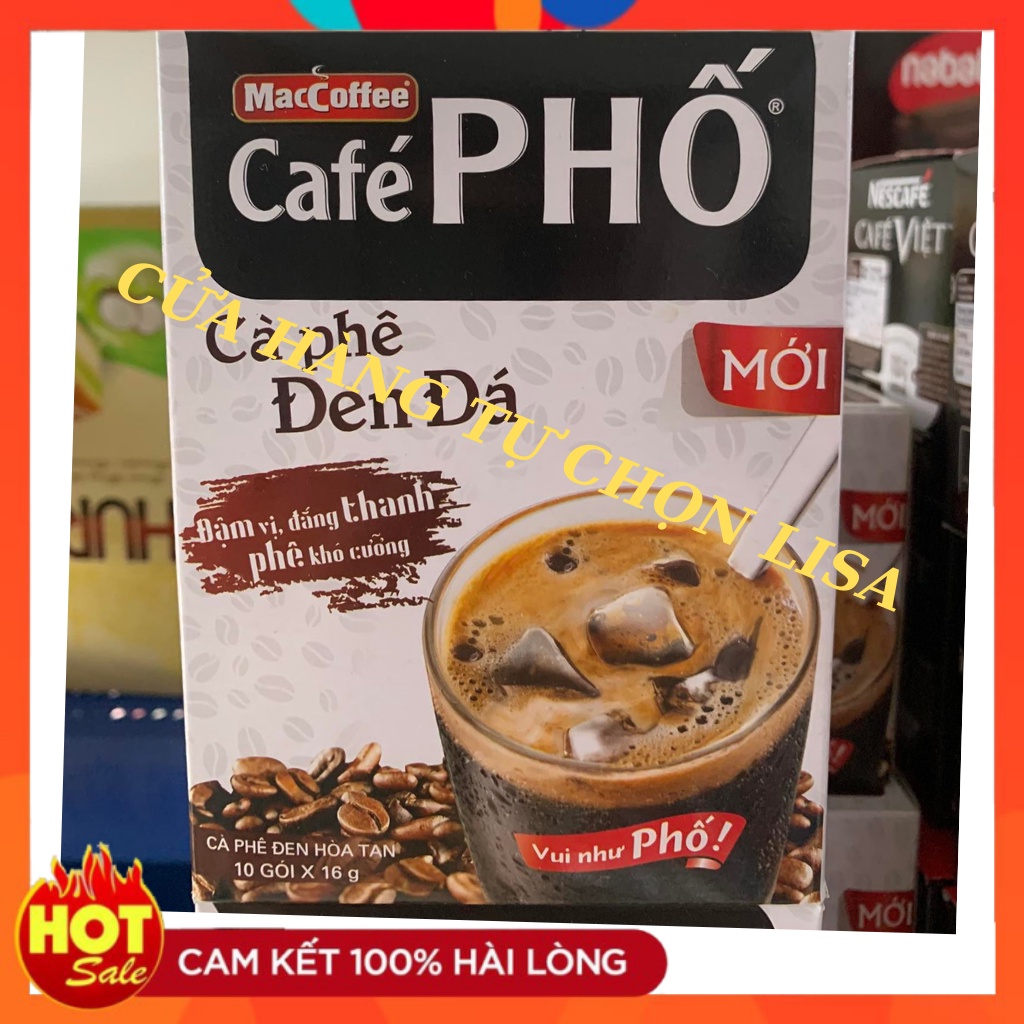 MacCoffee®
Café PHỐ®
Cà phê
Đen Đá
MỚI
Đậm vị, đắng thanh
phê khó cưỡng
CỬA HÀNG TỰ CHỌN LISA
Vui như Phố!
CÀ PHÊ ĐEN HÒA TAN
10 GÓI X 16 g
NESCAFÉ
CAFÉ VIỆT
MỚI
MỚI
HOT
Sale
CAM KẾT 100% HÀI LÒNG